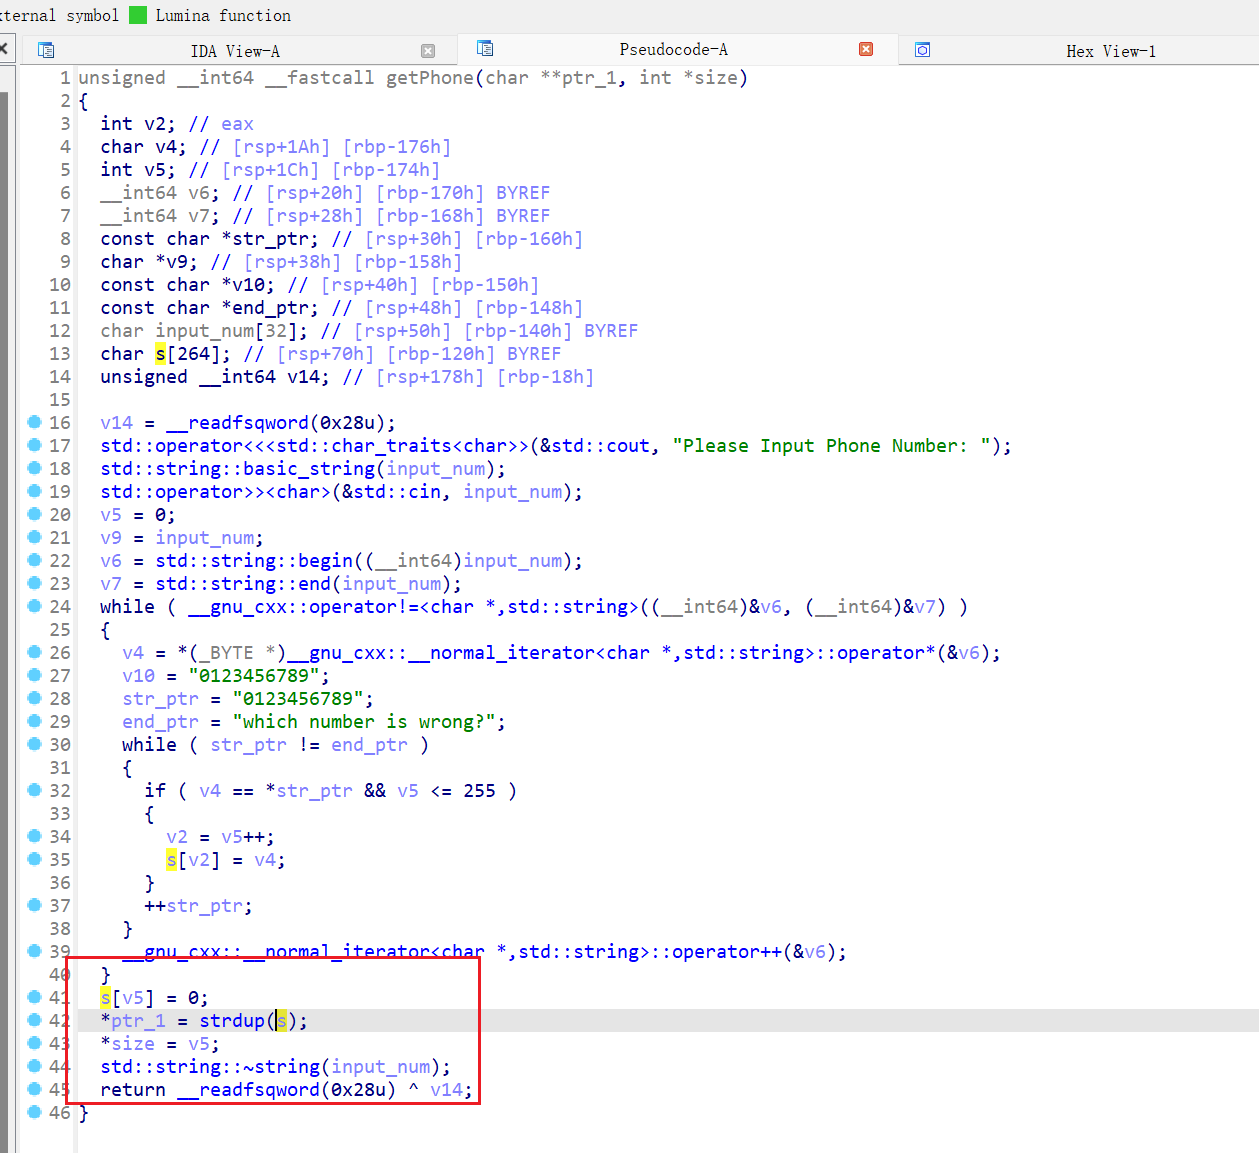 ternal symbol Lumina function
IDA View-A Pseudocode-A Hex View-1
1 unsigned __int64 __fastcall getPhone(char **ptr_1, int *size)
2 {
3 int v2; // eax
4 char v4; // [rsp+1Ah] [rbp-176h]
5 int v5; // [rsp+1Ch] [rbp-174h]
6 __int64 v6; // [rsp+20h] [rbp-170h] BYREF
7 __int64 v7; // [rsp+28h] [rbp-168h] BYREF
8 const char *str_ptr; // [rsp+30h] [rbp-160h]
9 char *v9; // [rsp+38h] [rbp-158h]
10 const char *v10; // [rsp+40h] [rbp-150h]
11 const char *end_ptr; // [rsp+48h] [rbp-148h]
12 char input_num[32]; // [rsp+50h] [rbp-140h] BYREF
13 char s[264]; // [rsp+70h] [rbp-120h] BYREF
14 unsigned __int64 v14; // [rsp+178h] [rbp-18h]
15
16 v14 = __readfsqword(0x28u);
17 std::operator<<<std::char_traits<char>>(&std::cout, "Please Input Phone Number: ");
18 std::string::basic_string(input_num);
19 std::operator>><char>(&std::cin, input_num);
20 v5 = 0;
21 v9 = input_num;
22 v6 = std::string::begin((__int64)input_num);
23 v7 = std::string::end(input_num);
24 while ( __gnu_cxx::operator!=<char *,std::string>((__int64)&v6, (__int64)&v7) )
25 {
26 v4 = *(_BYTE *)__gnu_cxx::__normal_iterator<char *,std::string>::operator*(&v6);
27 v10 = "0123456789";
28 str_ptr = "0123456789";
29 end_ptr = "which number is wrong?";
30 while ( str_ptr != end_ptr )
31 {
32 if ( v4 == *str_ptr && v5 <= 255 )
33 {
34 v2 = v5++;
35 s[v2] = v4;
36 }
37 ++str_ptr;
38 }
39 __gnu_cxx::__normal_iterator<char *,std::string>::operator++(&v6);
40 }
41 s[v5] = 0;
42 *ptr_1 = strdup(s);
43 *size = v5;
44 std::string::~string(input_num);
45 return __readfsqword(0x28u) ^ v14;
46 }